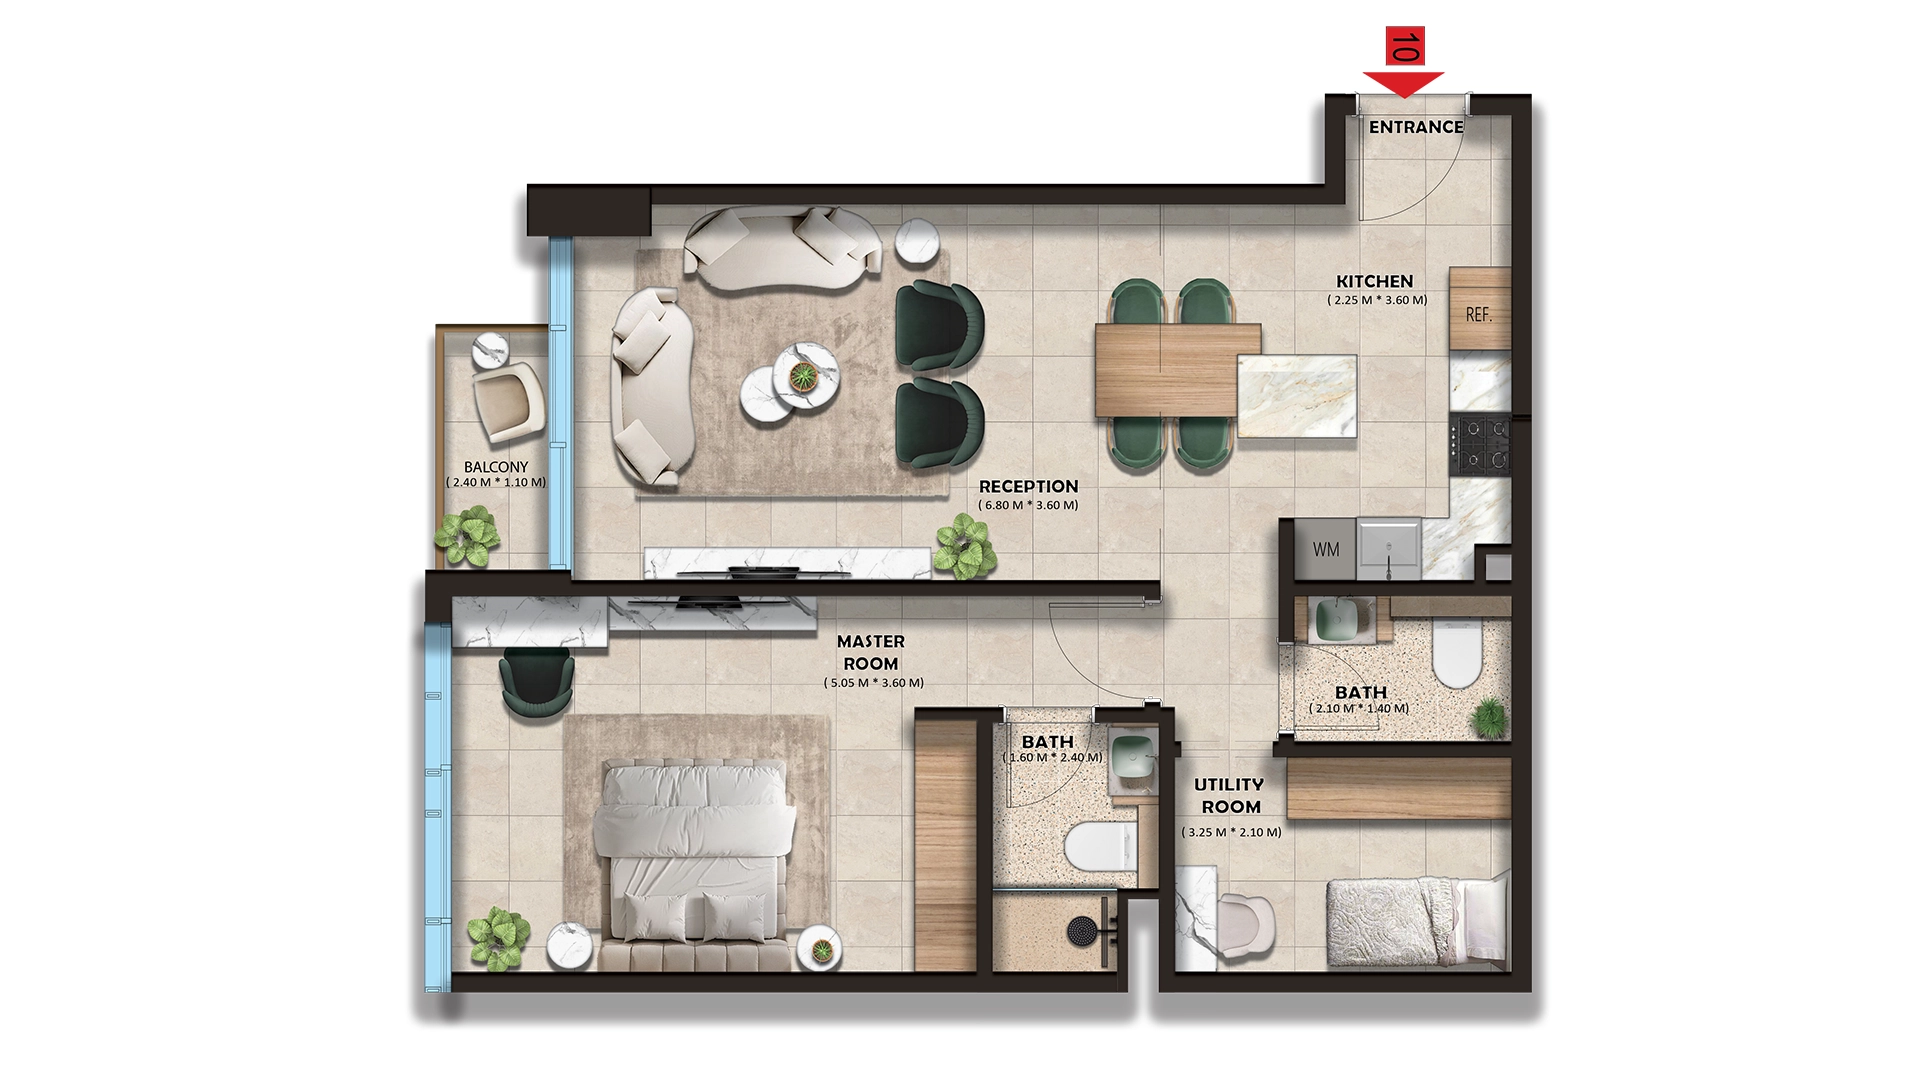 10
ENTRANCE
KITCHEN
( 2.25 M * 3.60 M)
REF.
BALCONY
( 2.40 M * 1.10 M)
RECEPTION
( 6.80 M * 3.60 M)
WM
MASTER
ROOM
( 5.05 M * 3.60 M)
BATH
( 2.10 M * 1.40 M)
BATH
( 1.60 M * 2.40 M)
UTILITY
ROOM
( 3.25 M * 2.10 M)